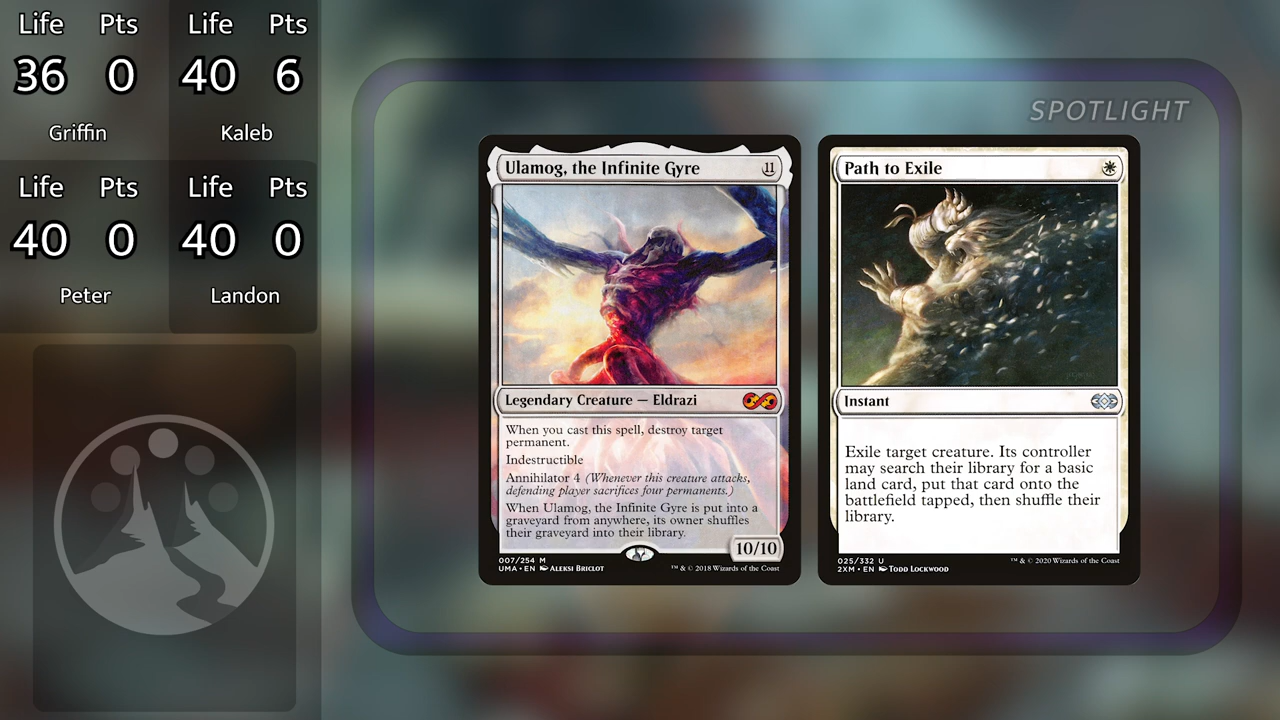 Life Pts Life Pts
36 0 40 6
Griffin Kaleb
Life Pts Life Pts
40 0 40 0
Peter Landon
SPOTLIGHT
Ulamog, the Infinite Gyre 11
Legendary Creature — Eldrazi
When you cast this spell, destroy target
permanent.
Indestructible
Annihilator 4 (Whenever this creature attacks,
defending player sacrifices four permanents.)
When Ulamog, the Infinite Gyre is put into a
graveyard from anywhere, its owner shuffles
their graveyard into their library.
10/10
007/254 M
UMA • EN Aleksi Briclot ™ & © 2018 Wizards of the Coast
Path to Exile
Instant
Exile target creature. Its controller
may search their library for a basic
land card, put that card onto the
battlefield tapped, then shuffle their
library.
025/332 U
2XM • EN Todd Lockwood ™ & © 2020 Wizards of the Coast